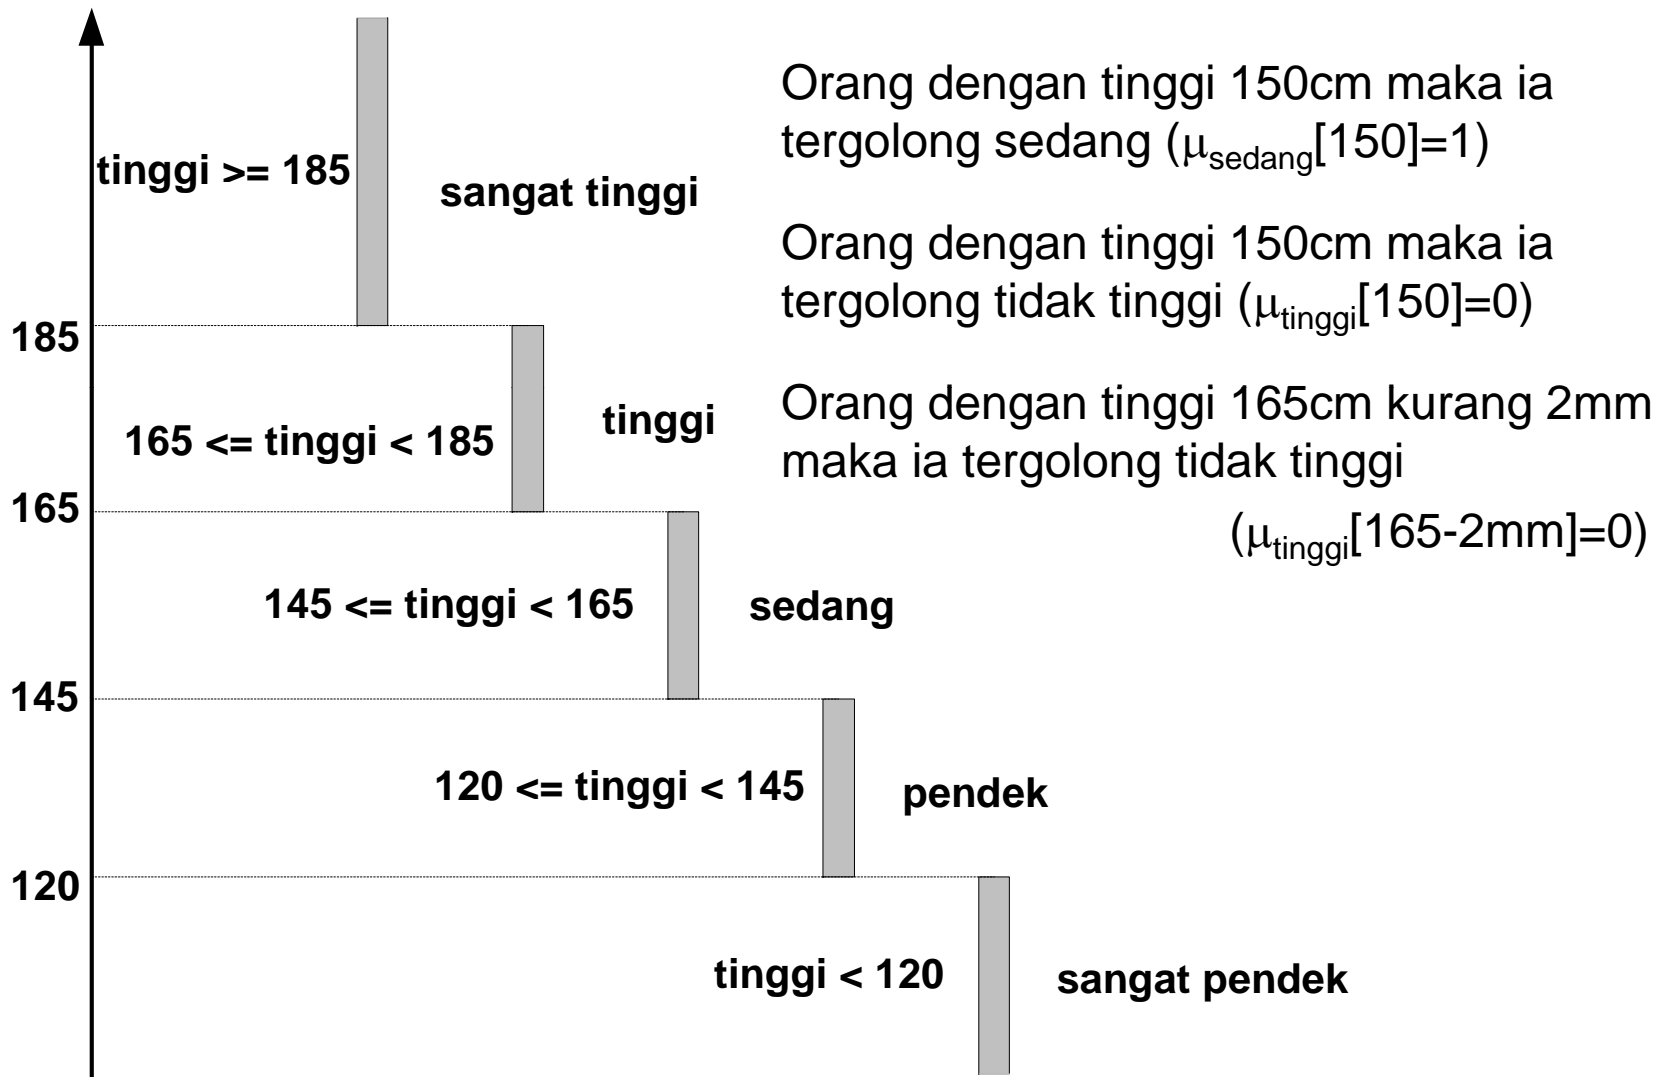 tinggi >= 185
sangat tinggi
185
165 <= tinggi < 185
tinggi
165
145 <= tinggi < 165
sedang
145
120 <= tinggi < 145
pendek
120
tinggi < 120
sangat pendek
Orang dengan tinggi 150cm maka ia
tergolong sedang (μsedang[150]=1)
Orang dengan tinggi 150cm maka ia
tergolong tidak tinggi (μtinggi[150]=0)
Orang dengan tinggi 165cm kurang 2mm
maka ia tergolong tidak tinggi
(μtinggi[165-2mm]=0)